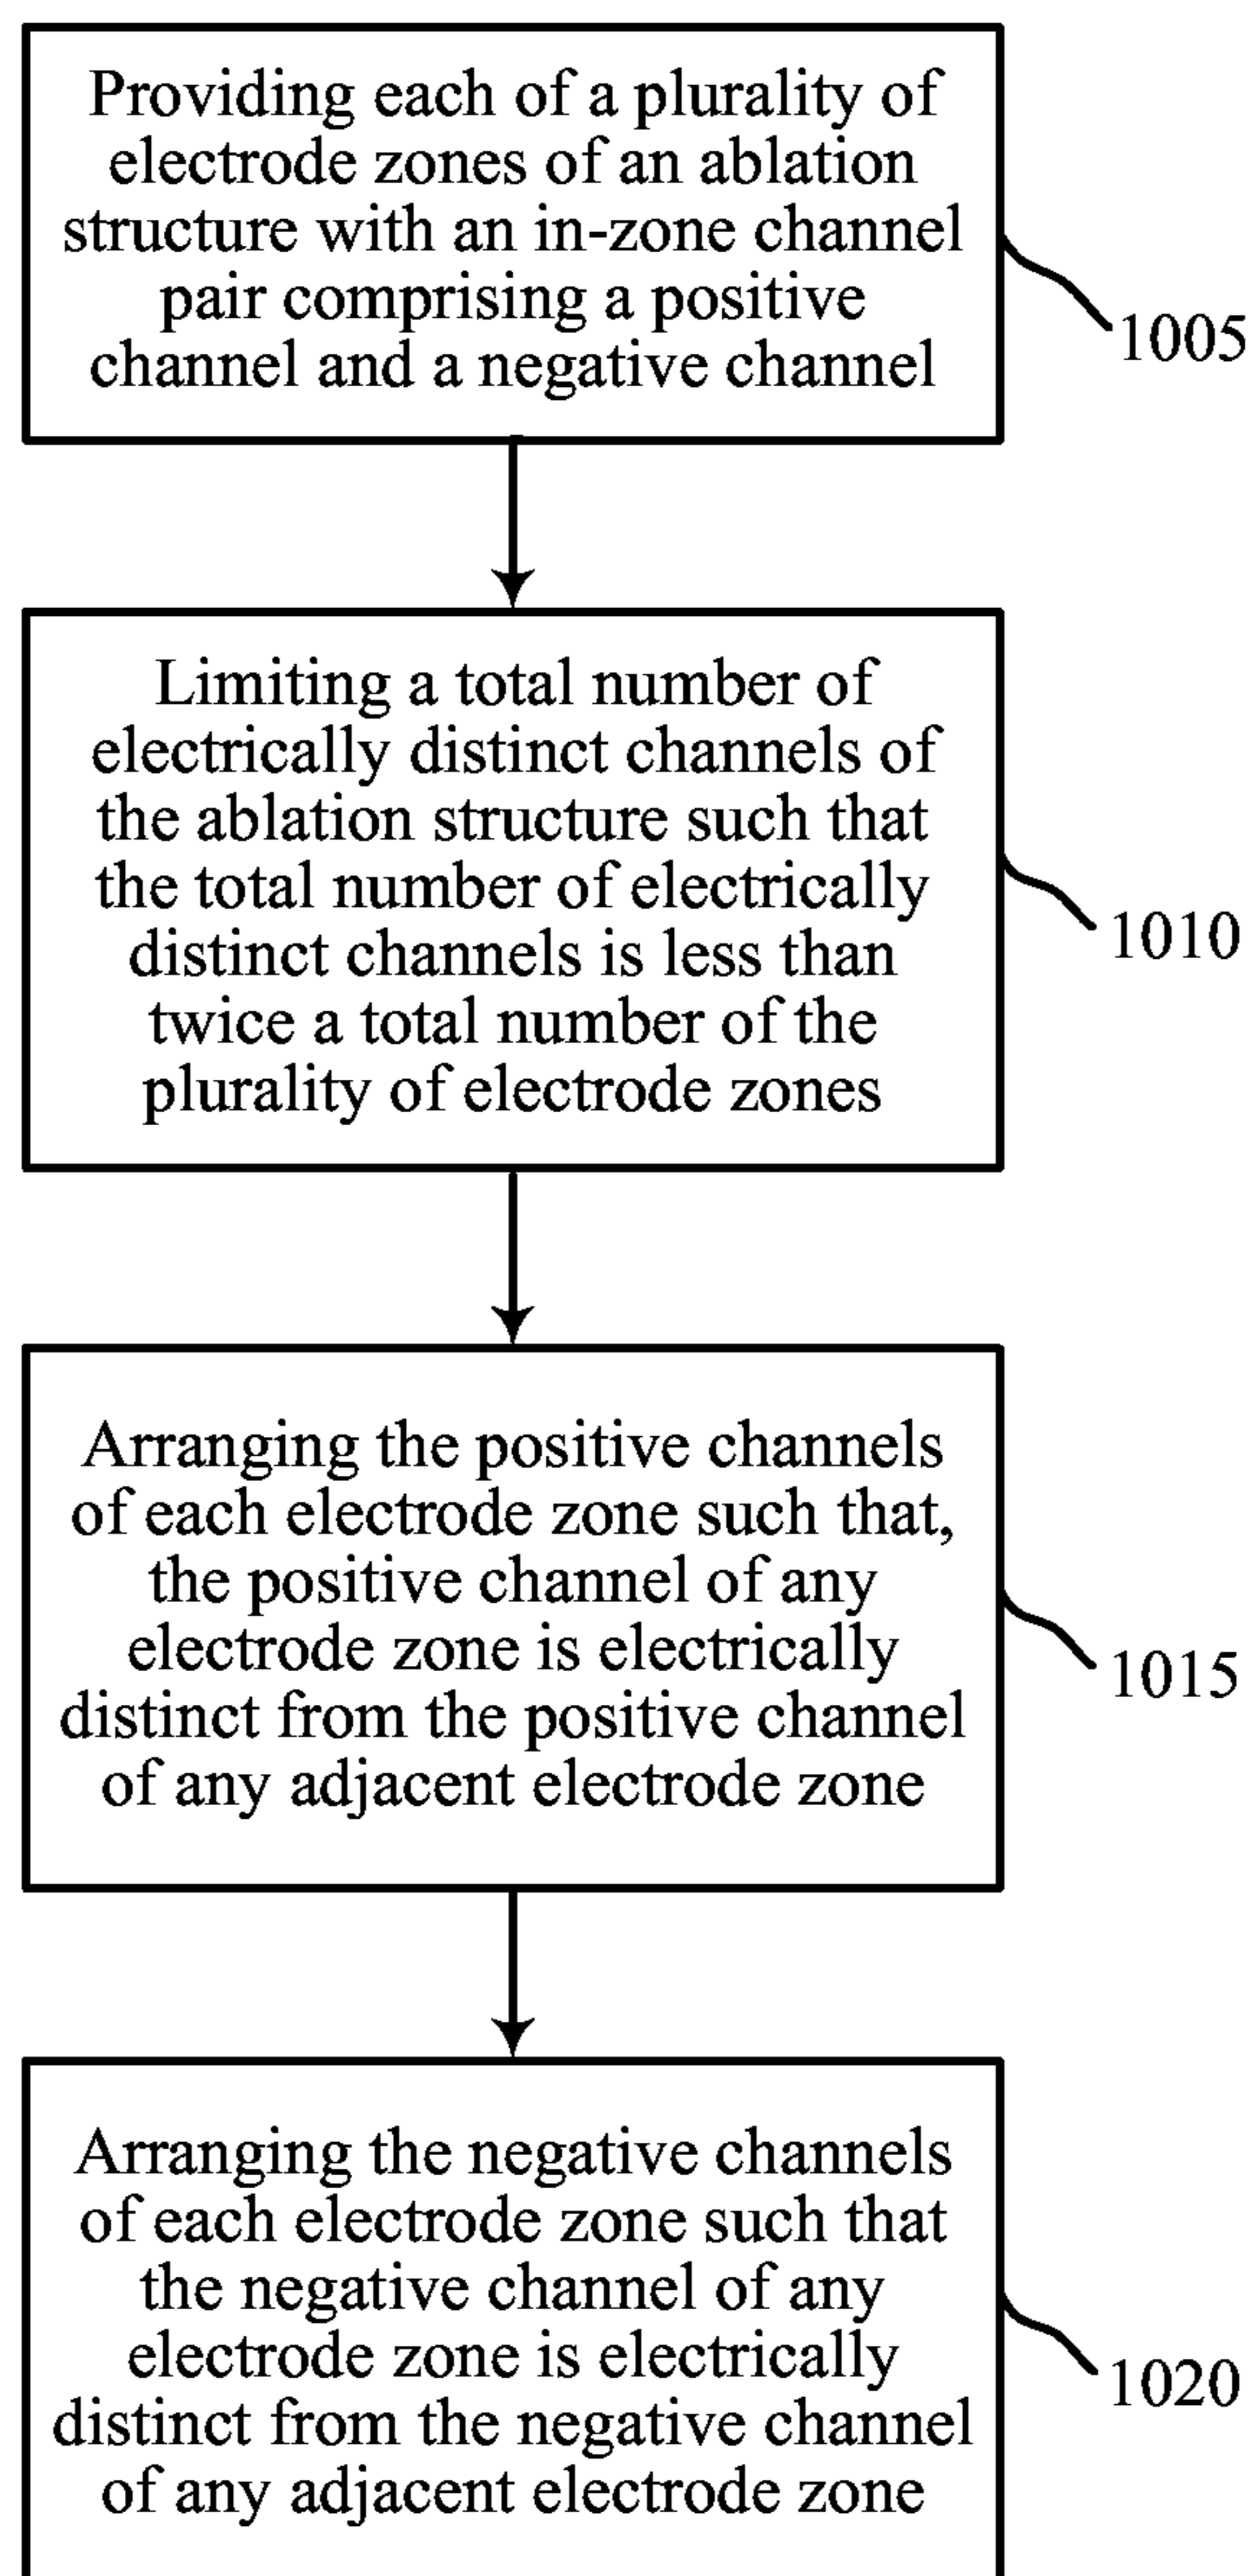 Providing each of a plurality of
electrode zones of an ablation
structure with an in-zone channel
pair comprising a positive
channel and a negative channel
1005
Limiting a total number of
electrically distinct channels of
the ablation structure such that
the total number of electrically
distinct channels is less than
twice a total number of the
plurality of electrode zones
1010
Arranging the positive channels
of each electrode zone such that,
the positive channel of any
electrode zone is electrically
distinct from the positive channel
of any adjacent electrode zone
1015
Arranging the negative channels
of each electrode zone such that
the negative channel of any
electrode zone is electrically
distinct from the negative channel
of any adjacent electrode zone
1020